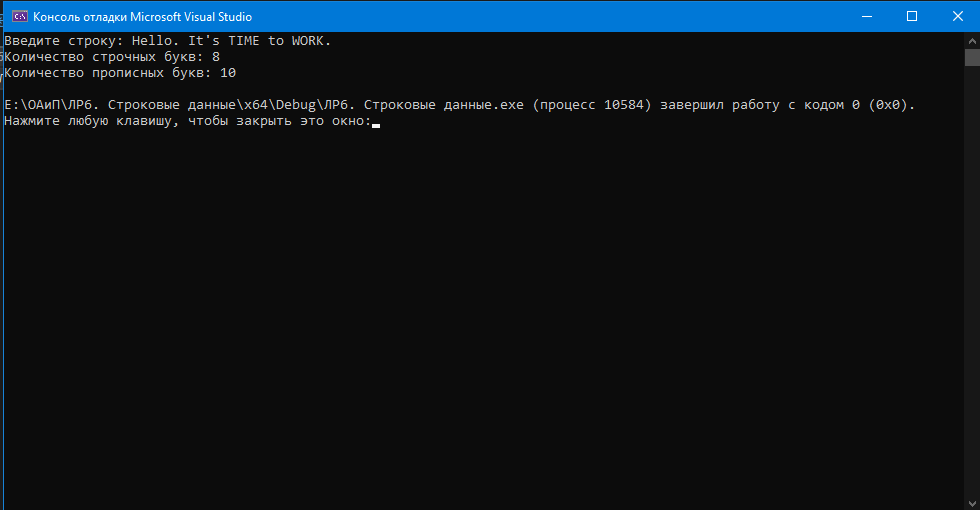 Консоль отладки Microsoft Visual Studio
Введите строку: Hello. It's TIME to WORK.
Количество строчных букв: 8
Количество прописных букв: 10
E:\ОАиП\ЛР6. Строковые данные\x64\Debug\ЛР6. Строковые данные.exe (процесс 10584) завершил работу с кодом 0 (0x0).
Нажмите любую клавишу, чтобы закрыть это окно: